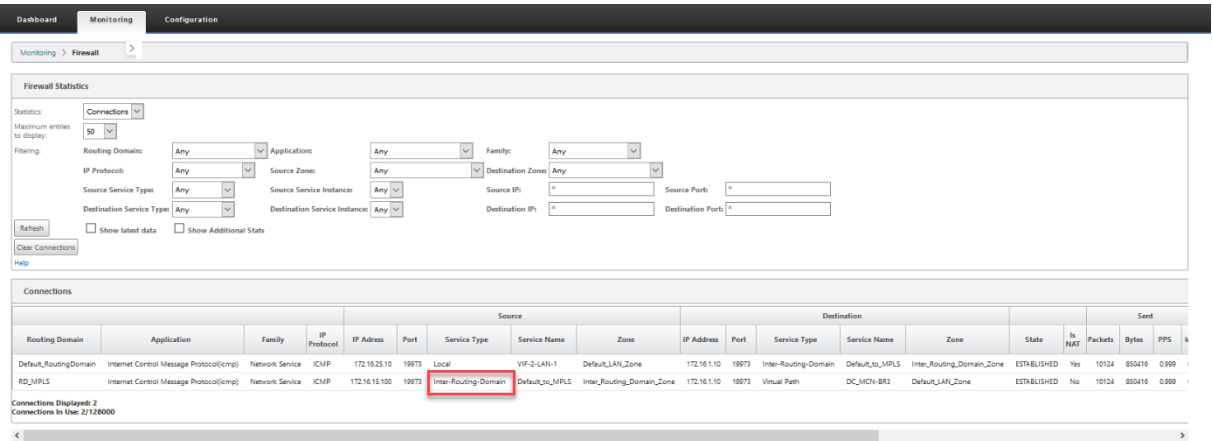 Dashboard Monitoring Configuration
Monitoring > Firewall >
Firewall Statistics
Statistics: Connections
Maximum entries
to display: 50
Filtering: Routing Domain: Any Application: Any Family: Any
IP Protocol: Any Source Zone: Any Destination Zone: Any
Source Service Type: Any Source Service Instance: Any Source IP: * Source Port: *
Destination Service Type: Any Destination Service Instance: Any Destination IP: * Destination Port: *
Refresh Show latest data Show Additional Stats
Clear Connections
Help
Connections
Source Destination Sent
Routing Domain Application Family IP Protocol IP Adress Port Service Type Service Name Zone IP Address Port Service Type Service Name Zone State Is NAT Packets Bytes PPS
Default_RoutingDomain Internet Control Message Protocol(icmp) Network Service ICMP 172.16.25.10 19973 Local VIF-2-LAN-1 Default_LAN_Zone 172.16.1.10 19973 Inter-Routing-Domain Default_to_MPLS Inter_Routing_Domain_Zone ESTABLISHED Yes 10124 850416 0.999
RD_MPLS Internet Control Message Protocol(icmp) Network Service ICMP 172.16.15.100 19973 Inter-Routing-Domain Default_to_MPLS Inter_Routing_Domain_Zone 172.16.1.10 19973 Virtual Path DC_MCN-BR3 Default_LAN_Zone ESTABLISHED No 10124 850416 0.999
Connections Displayed: 2
Connections In Use: 2/128000